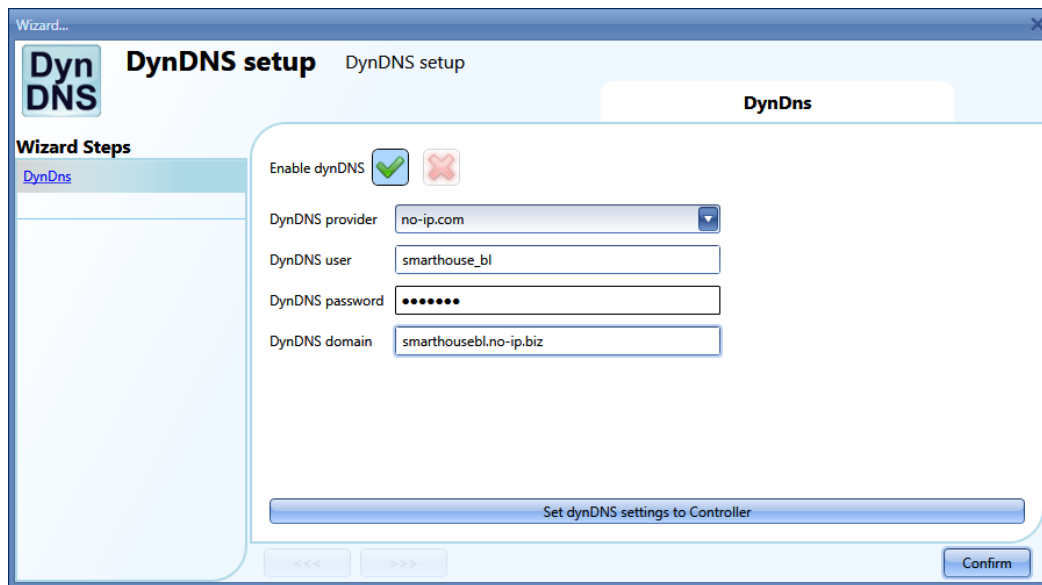 Wizard...
Dyn
DNS
DynDNS setup DynDNS setup
DynDns
Wizard Steps
DynDns
Enable dynDNS
DynDNS provider no-ip.com
DynDNS user smarthouse_bl
DynDNS password •••••••
DynDNS domain smarthousebl.no-ip.biz
Set dynDNS settings to Controller
<<< >>> Confirm